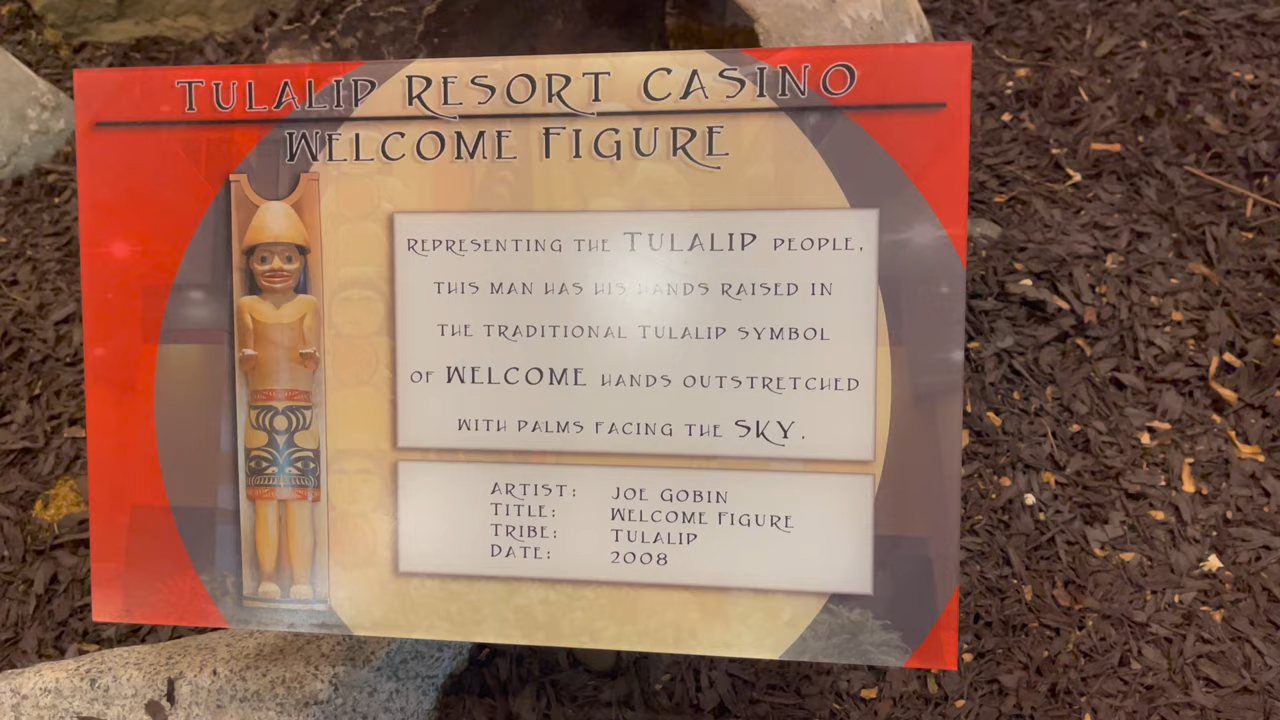 TULALIP RESORT CASINO
WELCOME FIGURE
REPRESENTING THE TULALIP PEOPLE,
THIS MAN HAS HIS HANDS RAISED IN
THE TRADITIONAL TULALIP SYMBOL
OF WELCOME HANDS OUTSTRETCHED
WITH PALMS FACING THE SKY.
ARTIST: JOE GOBIN
TITLE: WELCOME FIGURE
TRIBE: TULALIP
DATE: 2008